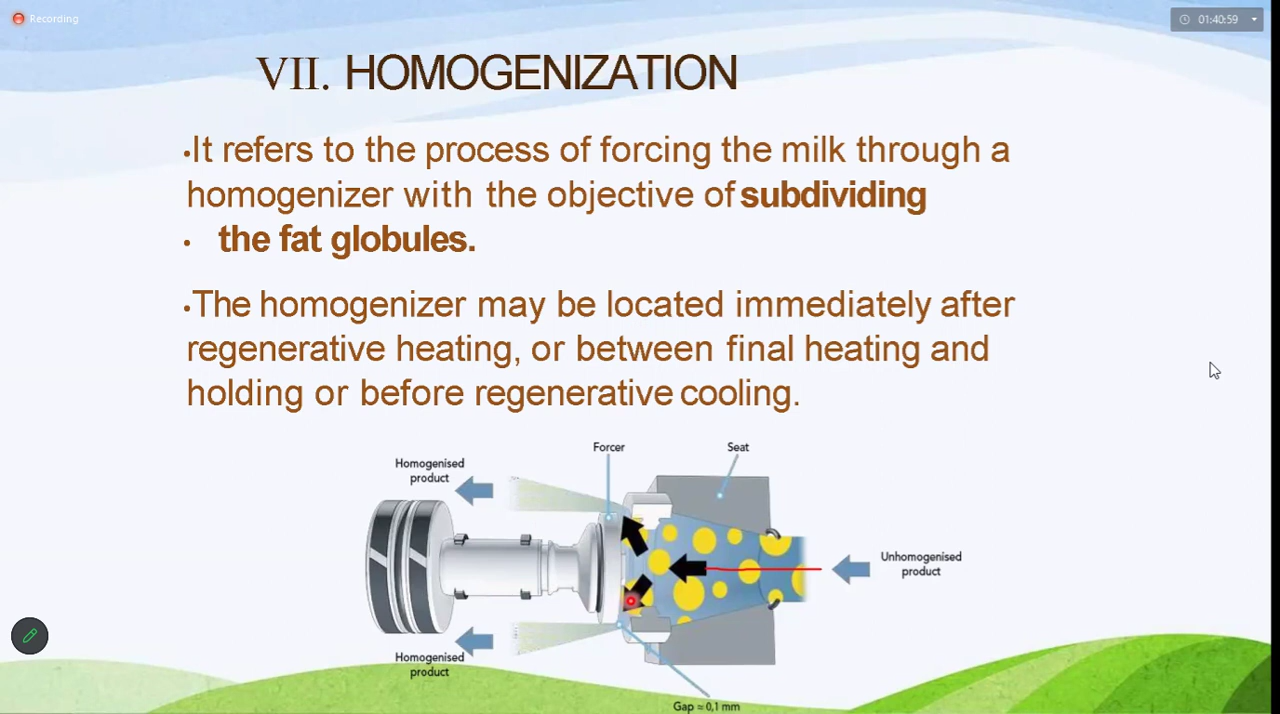 Recording
01:40:59
VII. HOMOGENIZATION
•It refers to the process of forcing the milk through a
homogenizer with the objective of subdividing
• the fat globules.
•The homogenizer may be located immediately after
regenerative heating, or between final heating and
holding or before regenerative cooling.
Forcer
Seat
Homogenised
product
Unhomogenised
product
Homogenised
product
Gap ≈ 0,1 mm